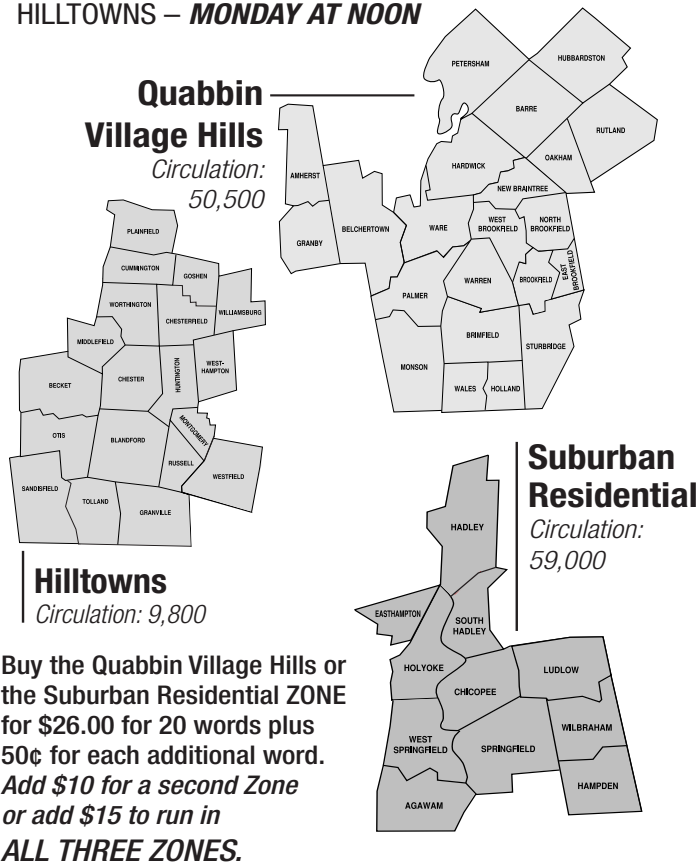 HILLTOWNS – MONDAY AT NOON
Quabbin
Village Hills
Circulation:
50,500
PETERSHAM
HUBBARDSTON
BARRE
RUTLAND
OAKHAM
HARDWICK
NEW BRAINTREE
AMHERST
GRANBY
BELCHERTOWN
WARE
WEST
BROOKFIELD
NORTH
BROOKFIELD
EAST
BROOKFIELD
BROOKFIELD
WARREN
PALMER
BRIMFIELD
STURBRIDGE
MONSON
WALES
HOLLAND
PLAINFIELD
CUMMINGTON
GOSHEN
WORTHINGTON
CHESTERFIELD
WILLIAMSBURG
MIDDLEFIELD
BECKET
CHESTER
HUNTINGTON
WEST-
HAMPTON
OTIS
BLANDFORD
MONTGOMERY
RUSSELL
WESTFIELD
SANDISFIELD
TOLLAND
GRANVILLE
Hilltowns
Circulation: 9,800
Suburban
Residential
Circulation:
59,000
HADLEY
EASTHAMPTON
SOUTH
HADLEY
HOLYOKE
CHICOPEE
LUDLOW
WEST
SPRINGFIELD
SPRINGFIELD
WILBRAHAM
AGAWAM
HAMPDEN
Buy the Quabbin Village Hills or
the Suburban Residential ZONE
for $26.00 for 20 words plus
50¢ for each additional word.
Add $10 for a second Zone
or add $15 to run in
ALL THREE ZONES.